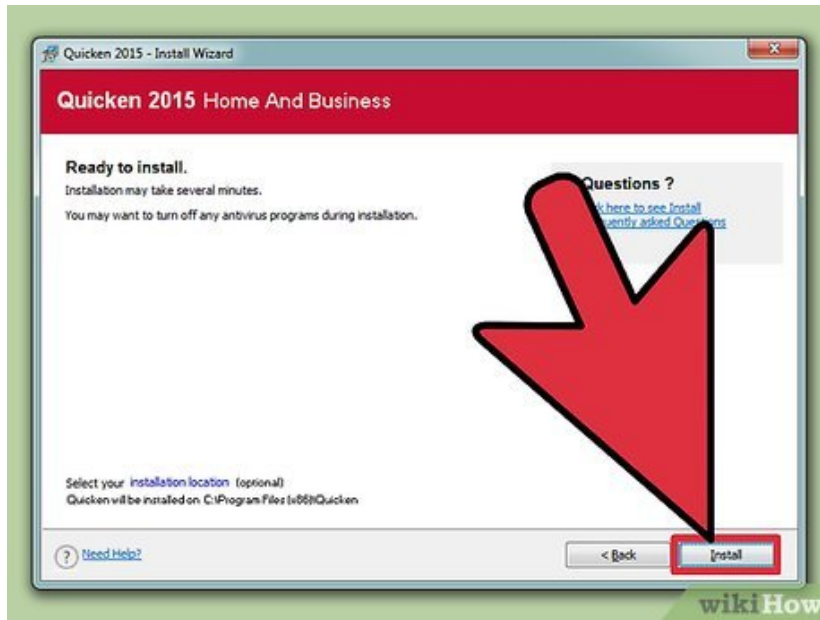 Quicken 2015 - Install Wizard
Quicken 2015 Home And Business
Ready to install.
Installation may take several minutes.
You may want to turn off any antivirus programs during installation.
Questions ?
here to see Install
asked Questions
Select your installation location (optional)
Quicken will be installed on C:\Program Files (x86)\Quicken
? Need Help?
< Back
Install
wikiHow